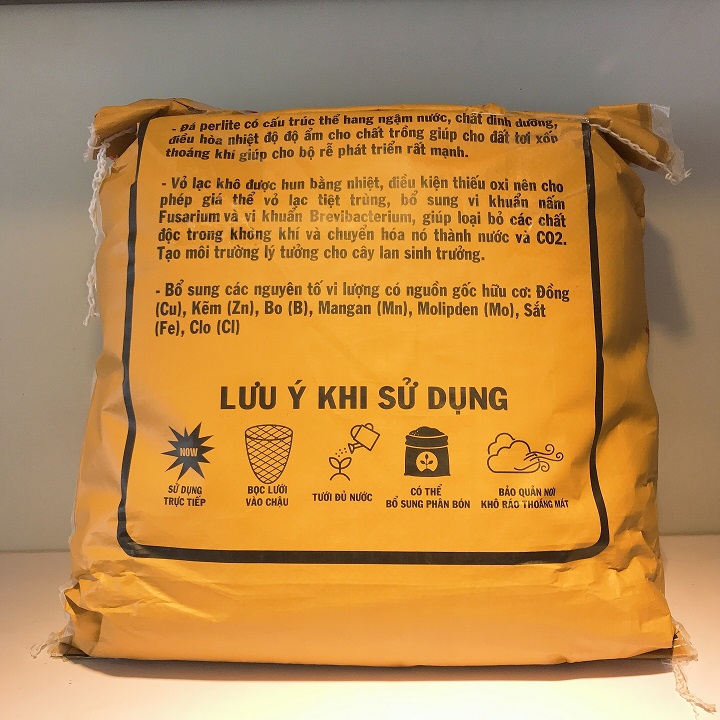 - Đá perlite có cấu trúc thể hang ngậm nước, chất dinh dưỡng,
điều hòa nhiệt độ độ ẩm cho chất trồng giúp cho đất tơi xốp
thoáng khí giúp cho bộ rễ phát triển rất mạnh.
- Vỏ lạc khô được hun bằng nhiệt, điều kiện thiếu oxi nên cho
phép giá thể vỏ lạc tiệt trùng, bổ sung vi khuẩn nấm
Fusarium và vi khuẩn Brevibacterium, giúp loại bỏ các chất
độc trong không khí và chuyển hóa nó thành nước và CO2.
Tạo môi trường lý tưởng cho cây lan sinh trưởng.
- Bổ sung các nguyên tố vi lượng có nguồn gốc hữu cơ: Đồng
(Cu), Kẽm (Zn), Bo (B), Mangan (Mn), Molipden (Mo), Sắt
(Fe), Clo (Cl)
LƯU Ý KHI SỬ DỤNG
NOW
SỬ DỤNG
TRỰC TIẾP
BỌC LƯỚI
VÀO CHẬU
TƯỚI ĐỦ NƯỚC
CÓ THỂ
BỔ SUNG PHÂN BÓN
BẢO QUẢN NƠI
KHÔ RÁO THOÁNG MÁT